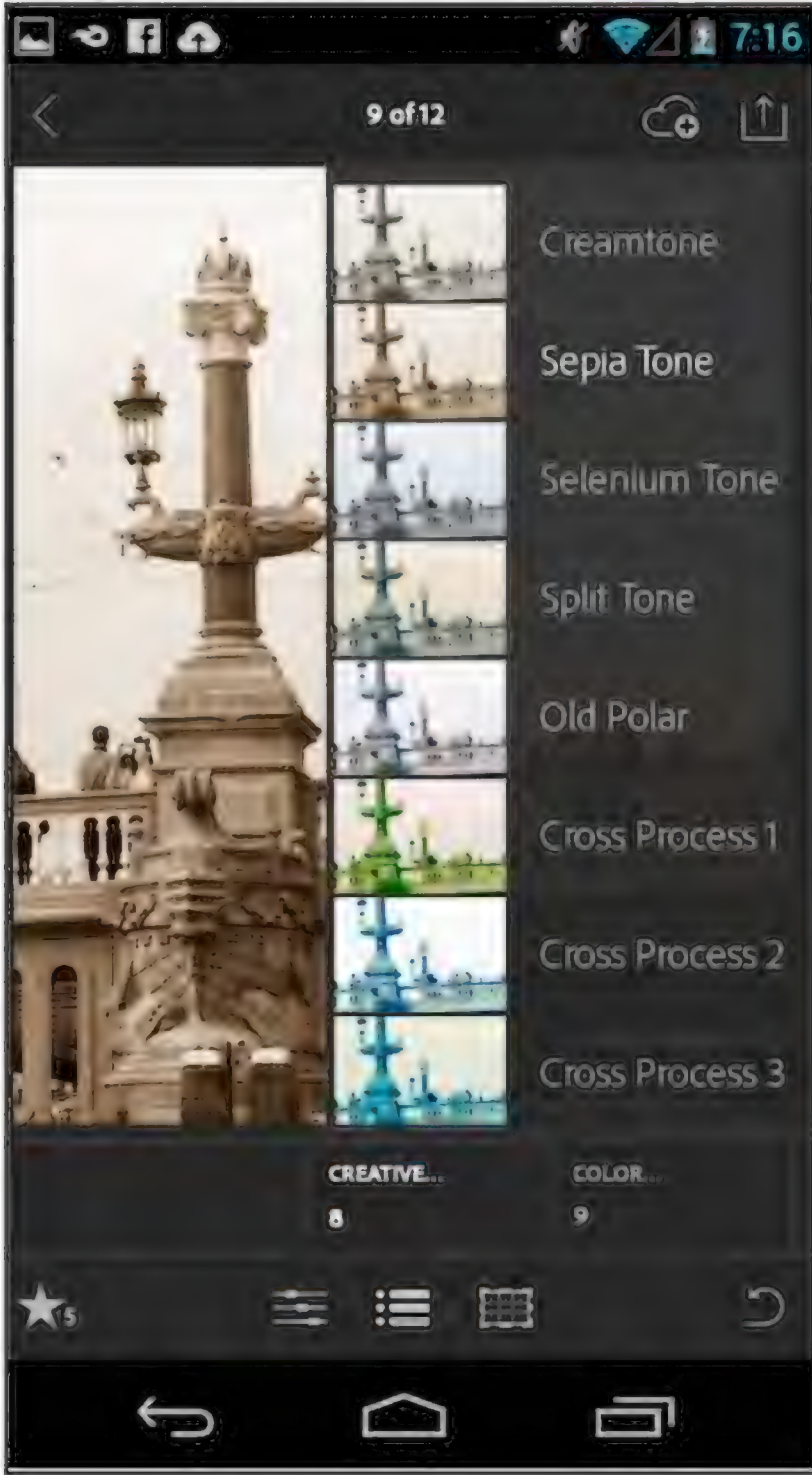 7:16
9 of 12
Creamtone
Sepia Tone
Selenium Tone
Split Tone
Old Polar
Cross Process 1
Cross Process 2
Cross Process 3
CREATIVE... COLOR...
8 9
5